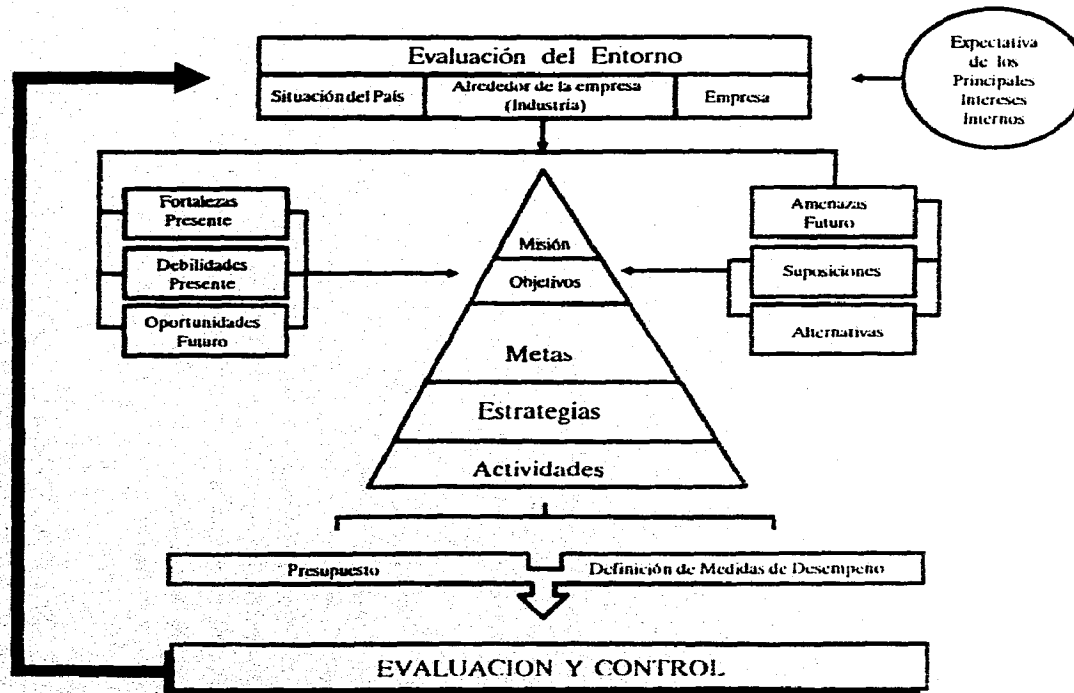 Evaluación del Entorno
Situación del País
Alrededor de la empresa
(Industria)
Empresa
Expectativa
de los
Principales
Intereses
Internos
Fortalezas
Presente
Debilidades
Presente
Oportunidades
Futuro
Misión
Objetivos
Metas
Estrategias
Actividades
Amenazas
Futuro
Suposiciones
Alternativas
Presupuesto
Definición de Medidas de Desempeño
EVALUACION Y CONTROL